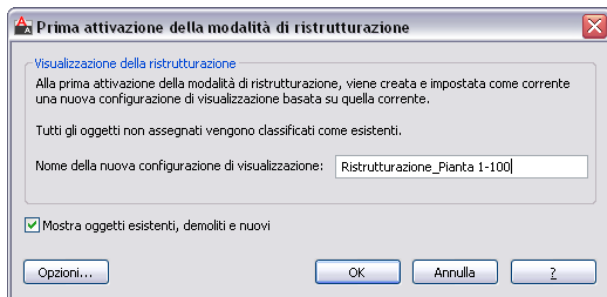 Prima attivazione della modalità di ristrutturazione
Visualizzazione della ristrutturazione
Alla prima attivazione della modalità di ristrutturazione, viene creata e impostata come corrente
una nuova configurazione di visualizzazione basata su quella corrente.
Tutti gli oggetti non assegnati vengono classificati come esistenti.
Nome della nuova configurazione di visualizzazione: Ristrutturazione_Pianta 1-100
Mostra oggetti esistenti, demoliti e nuovi
Opzioni... OK Annulla ?